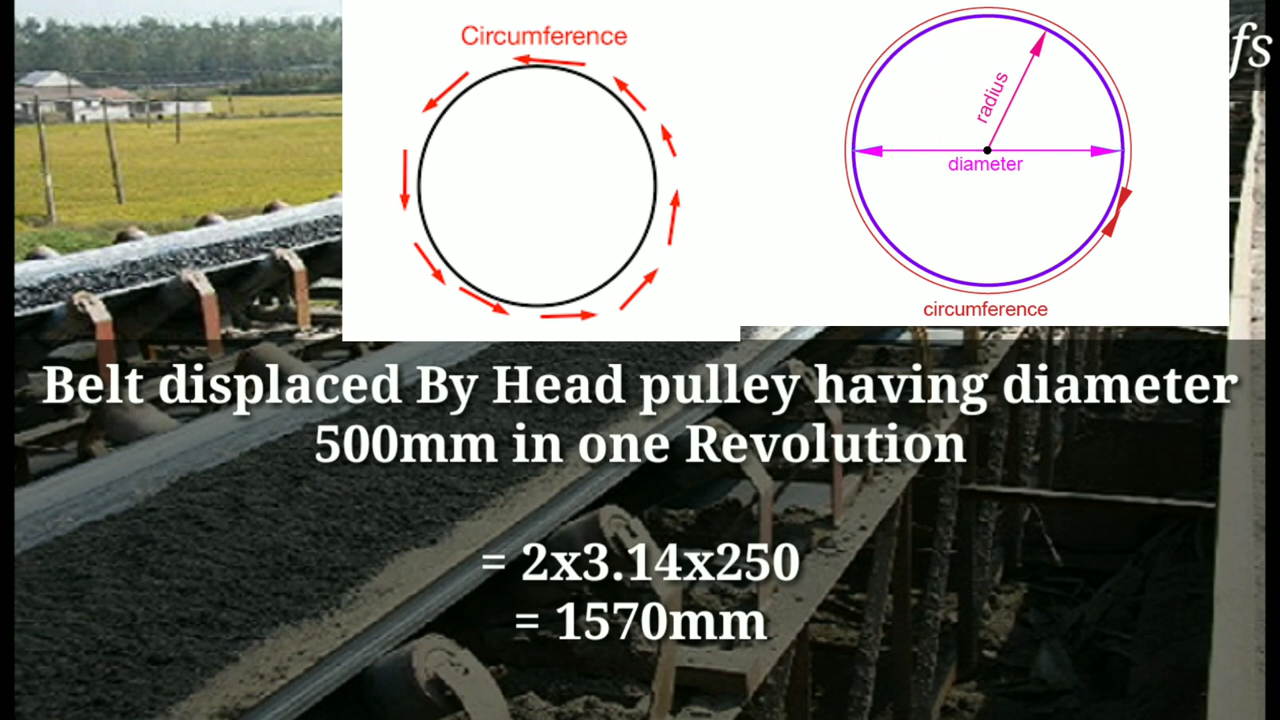 Circumference
radius
diameter
circumference
fs
Belt displaced By Head pulley having diameter
500mm in one Revolution
= 2x3.14x250
= 1570mm